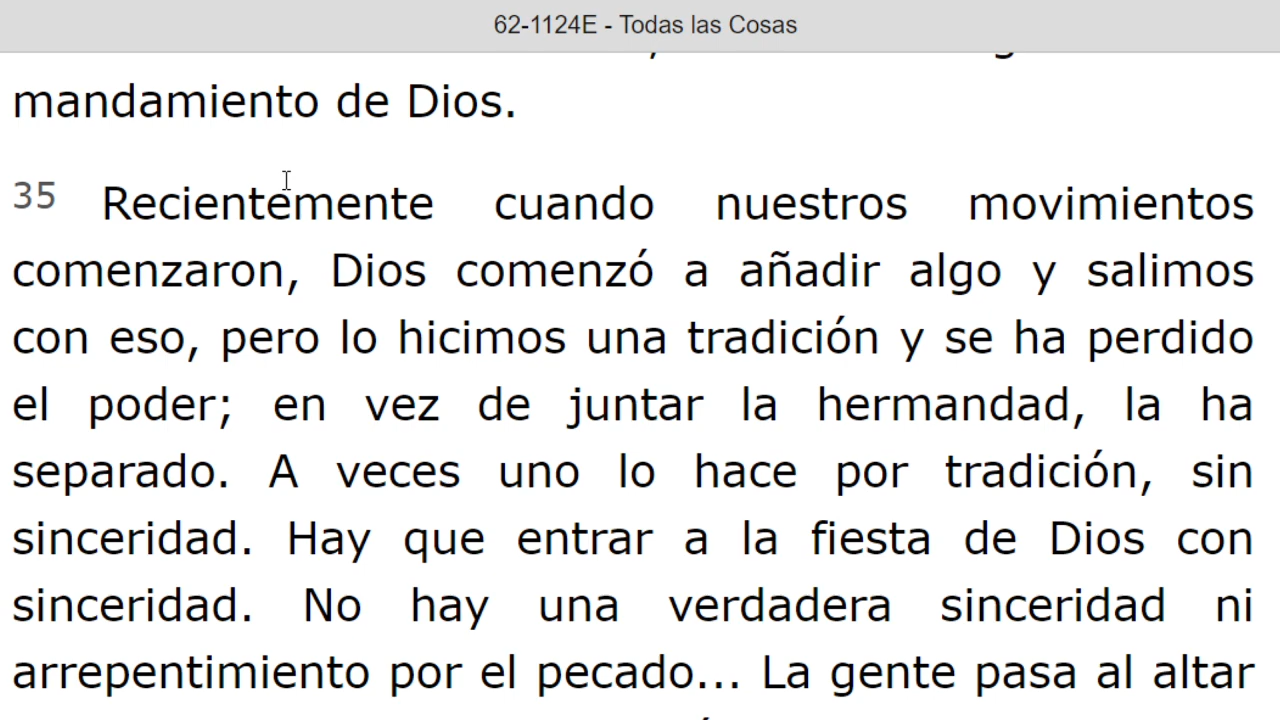 62-1124E - Todas las Cosas
mandamiento de Dios.
35 Recientemente cuando nuestros movimientos
comenzaron, Dios comenzó a añadir algo y salimos
con eso, pero lo hicimos una tradición y se ha perdido
el poder; en vez de juntar la hermandad, la ha
separado. A veces uno lo hace por tradición, sin
sinceridad. Hay que entrar a la fiesta de Dios con
sinceridad. No hay una verdadera sinceridad ni
arrepentimiento por el pecado... La gente pasa al altar